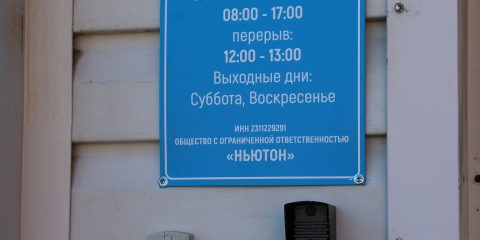 08:00 - 17:00
перерыв:
12:00 - 13:00
Выходные дни:
Суббота, Воскресенье
ИНН 2311229291
ОБЩЕСТВО С ОГРАНИЧЕННОЙ ОТВЕТСТВЕННОСТЬЮ
«НЬЮТОН»